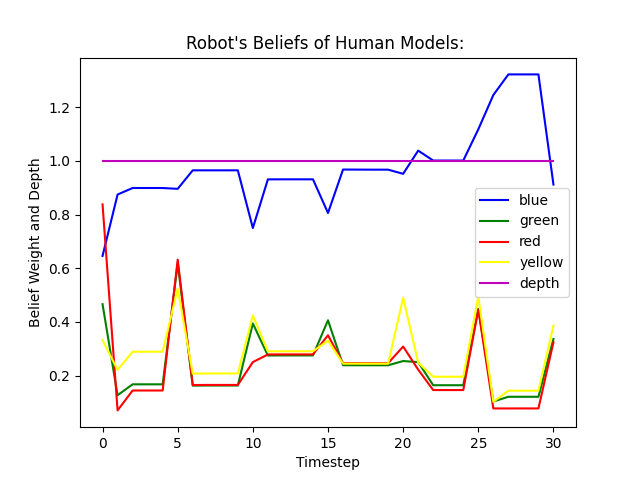 Robot's Beliefs of Human Models:
Belief Weight and Depth
1.2
1.0
0.8
0.6
0.4
0.2
blue
green
red
yellow
depth
0 5 10 15 20 25 30
Timestep